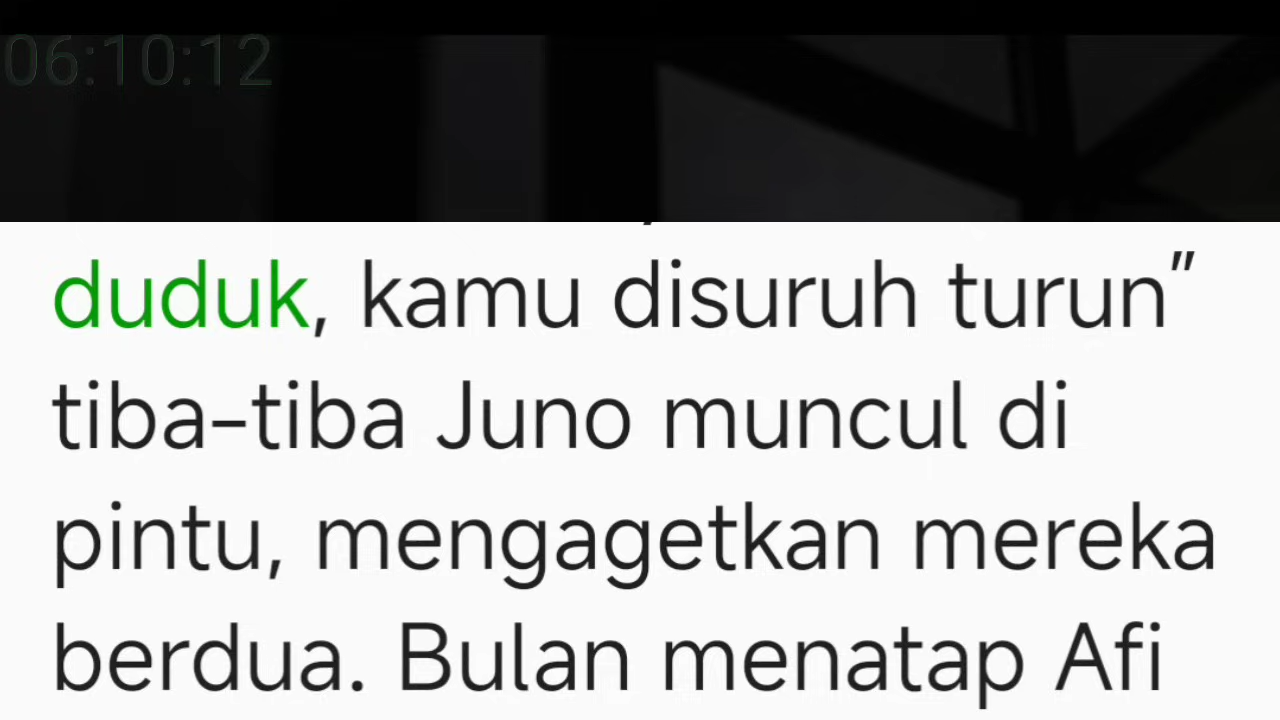 06:10:12
duduk, kamu disuruh turun”
tiba-tiba Juno muncul di
pintu, mengagetkan mereka
berdua. Bulan menatap Afi